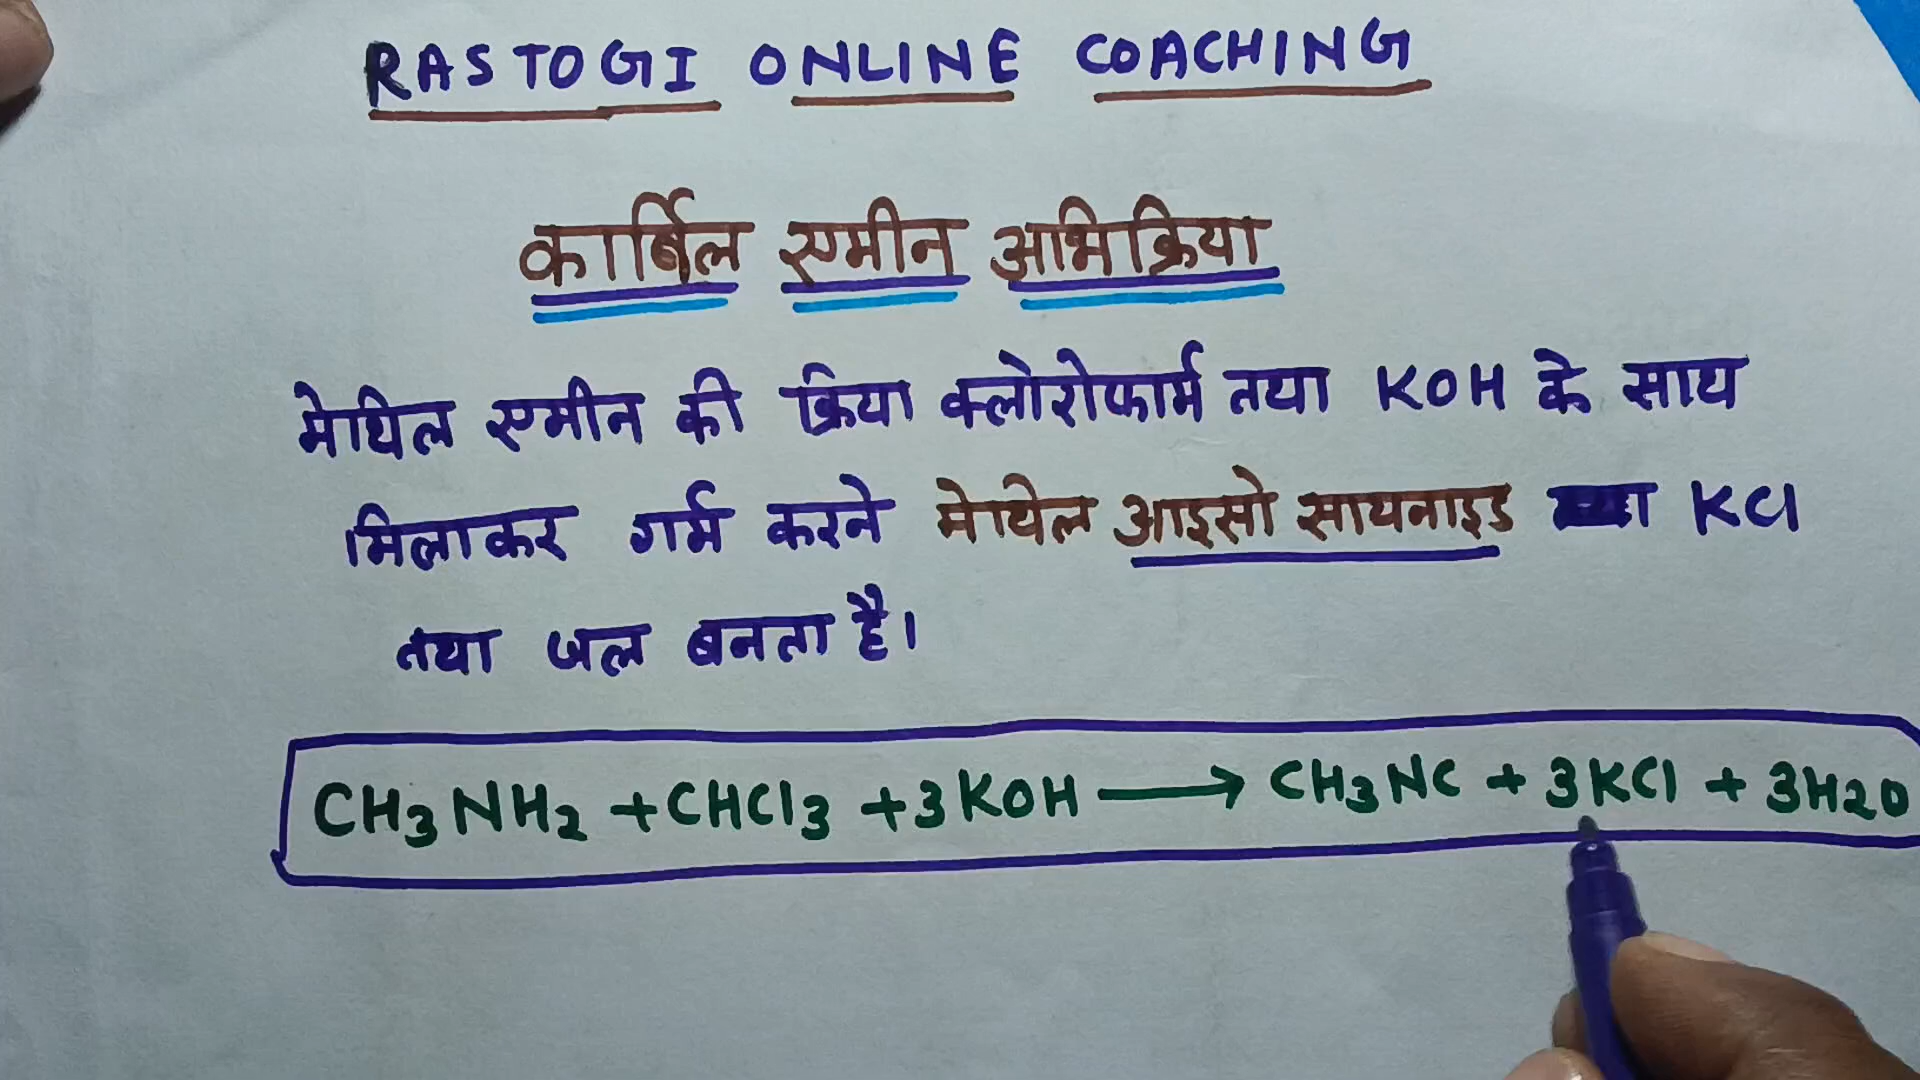 RASTOGI ONLINE COACHING
कार्बिल एमीन अभिक्रिया
मेथिल एमीन की क्रिया क्लोरोफार्म तथा KOH के साथ
मिलाकर गर्म करने मेथिल आइसो सायनाइड KCl
तथा जल बनता है।
CH3NH2 +CHCl3 +3KOH ⟶ CH3NC + 3KCl + 3H2O